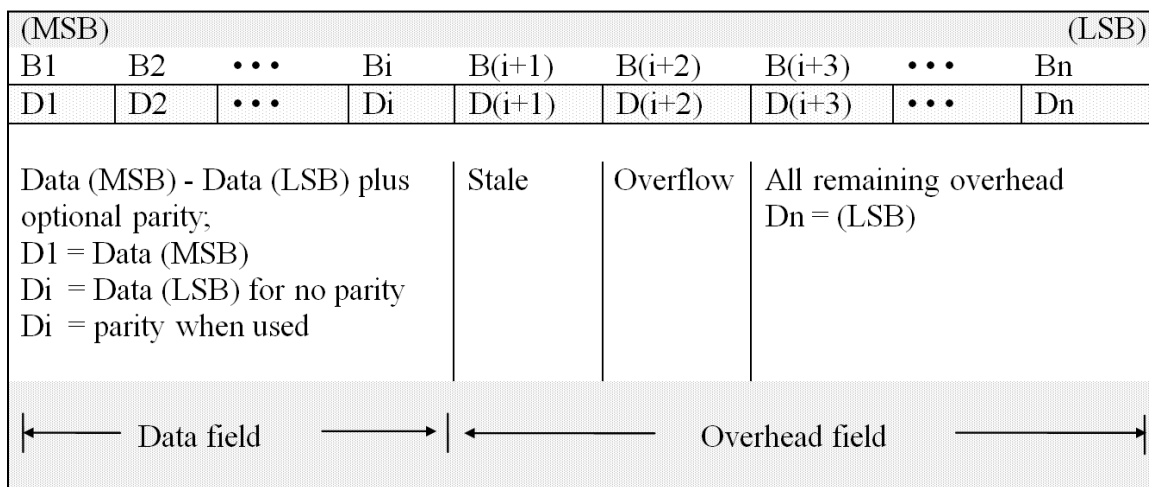 (MSB) (LSB)
B1 B2 ••• Bi B(i+1) B(i+2) B(i+3) ••• Bn
D1 D2 ••• Di D(i+1) D(i+2) D(i+3) ••• Dn
Data (MSB) - Data (LSB) plus
optional parity;
D1 = Data (MSB)
Di = Data (LSB) for no parity
Di = parity when used
Stale
Overflow
All remaining overhead
Dn = (LSB)
Data field
Overhead field